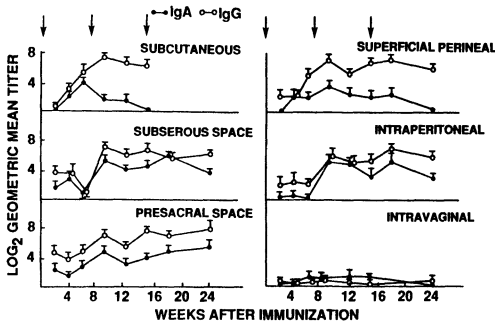 IgA IgG
SUBCUTANEOUS
8
4
SUPERFICIAL PERINEAL
SUBSEROUS SPACE
8
4
INTRAPERITONEAL
PRESACRAL SPACE
8
4
INTRAVAGINAL
LOG2 GEOMETRIC MEAN TITER
4 8 12 16 20 24
4 8 12 16 20 24
WEEKS AFTER IMMUNIZATION